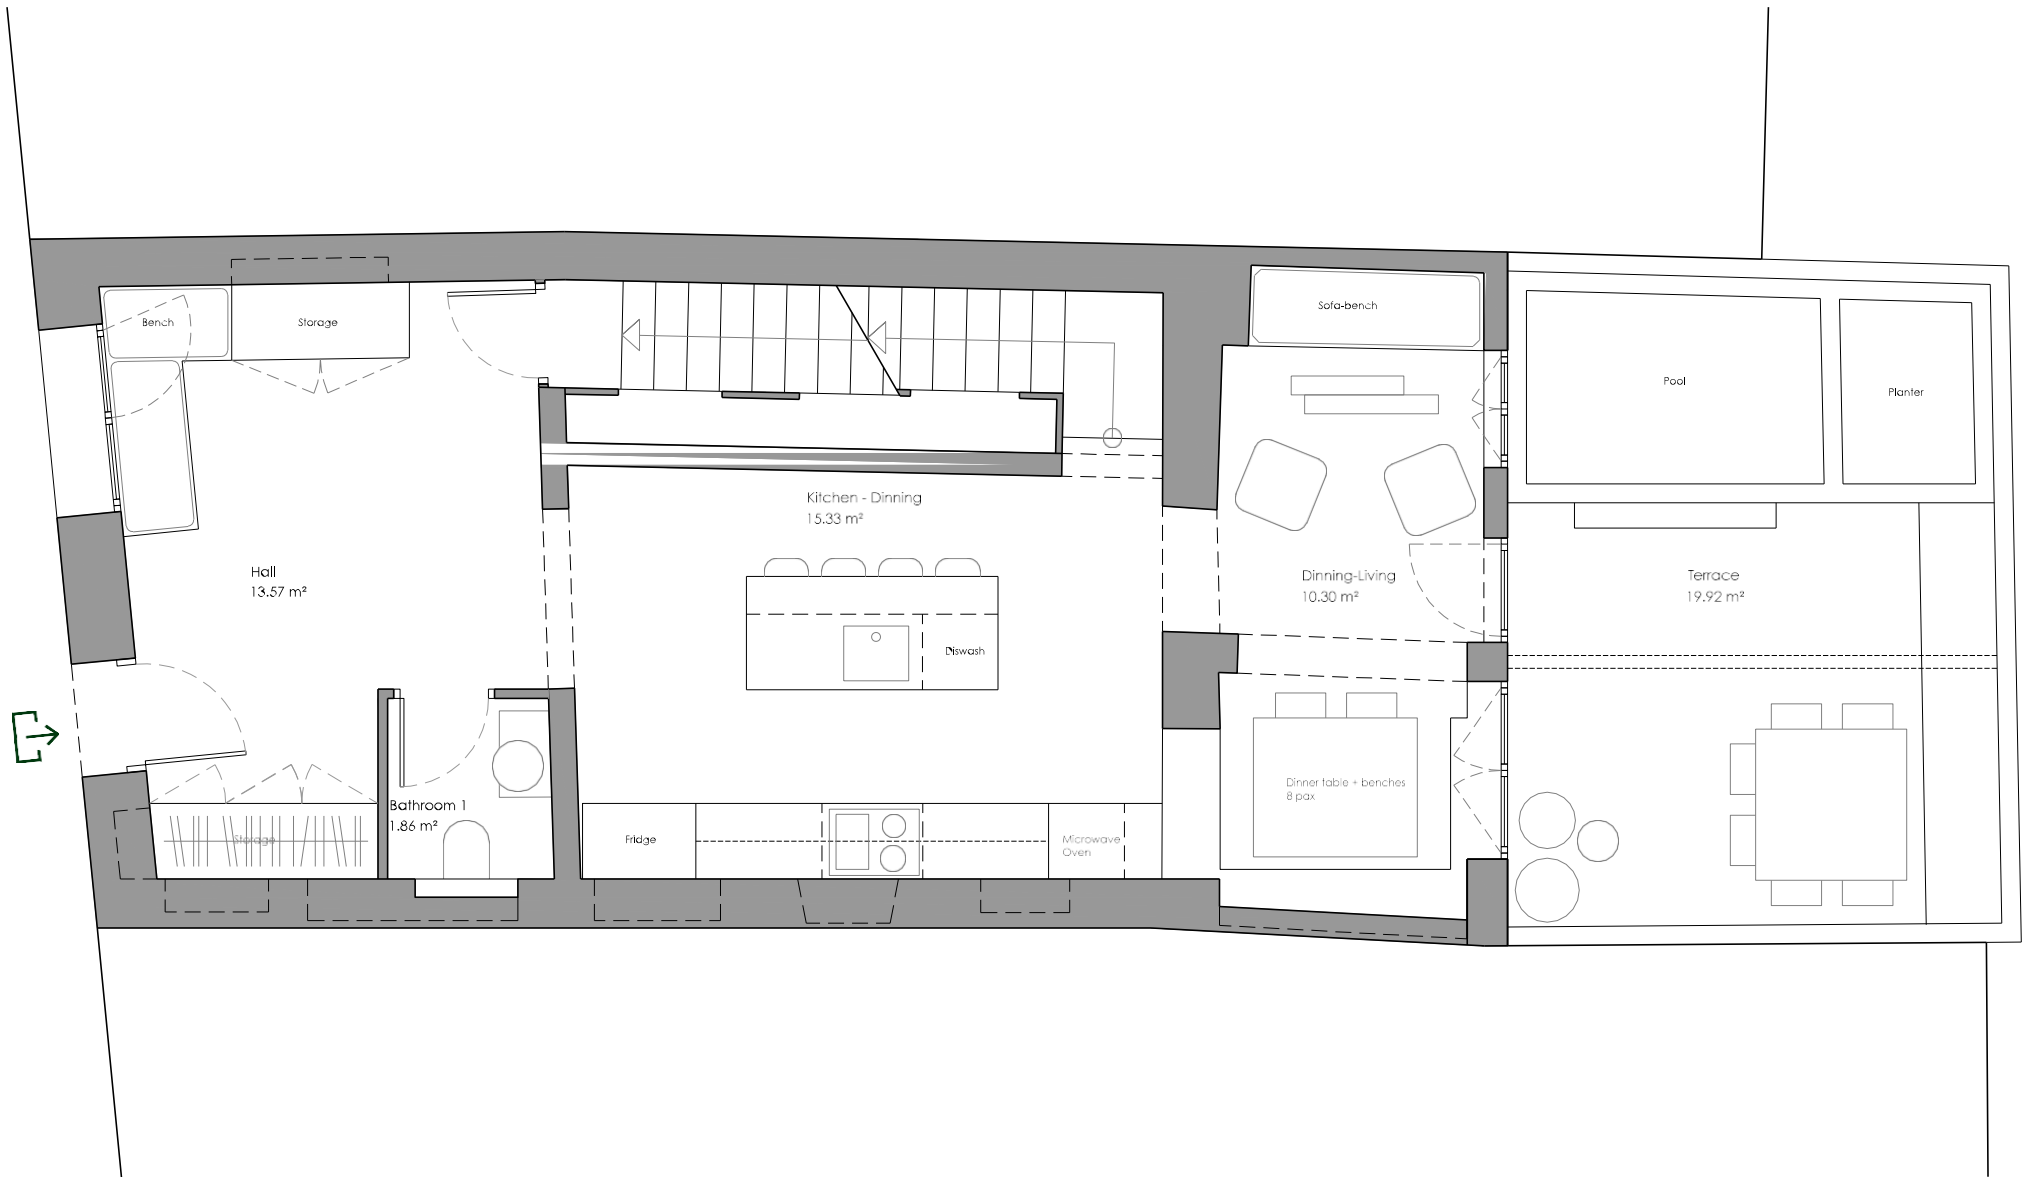 Bench
Storage
Sofa-bench
Pool
Planter
Kitchen - Dinning
15.33 m²
Hall
13.57 m²
Diswash
Dinning-Living
10.30 m²
Terrace
19.92 m²
Bathroom 1
1.86 m²
Storage
Fridge
Microwave
Oven
Dinner table + benches
8 pax